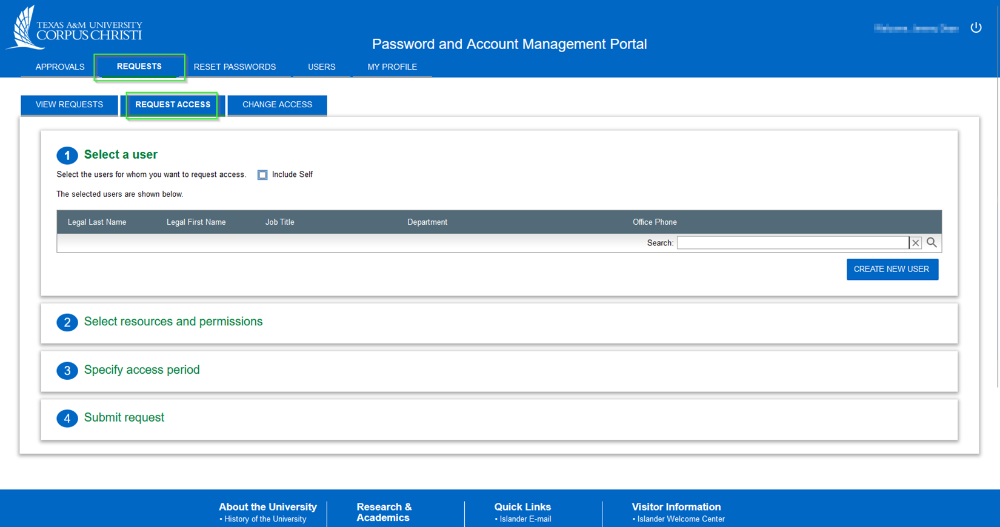 TEXAS A&M UNIVERSITY
CORPUS CHRISTI
Password and Account Management Portal
APPROVALS REQUESTS RESET PASSWORDS USERS MY PROFILE
VIEW REQUESTS REQUEST ACCESS CHANGE ACCESS
1 Select a user
Select the users for whom you want to request access. Include Self
The selected users are shown below.
Legal Last Name Legal First Name Job Title Department Office Phone
Search:
CREATE NEW USER
2 Select resources and permissions
3 Specify access period
4 Submit request
About the University
• History of the University
Research &
Academics
Quick Links
• Islander E-mail
Visitor Information
• Islander Welcome Center